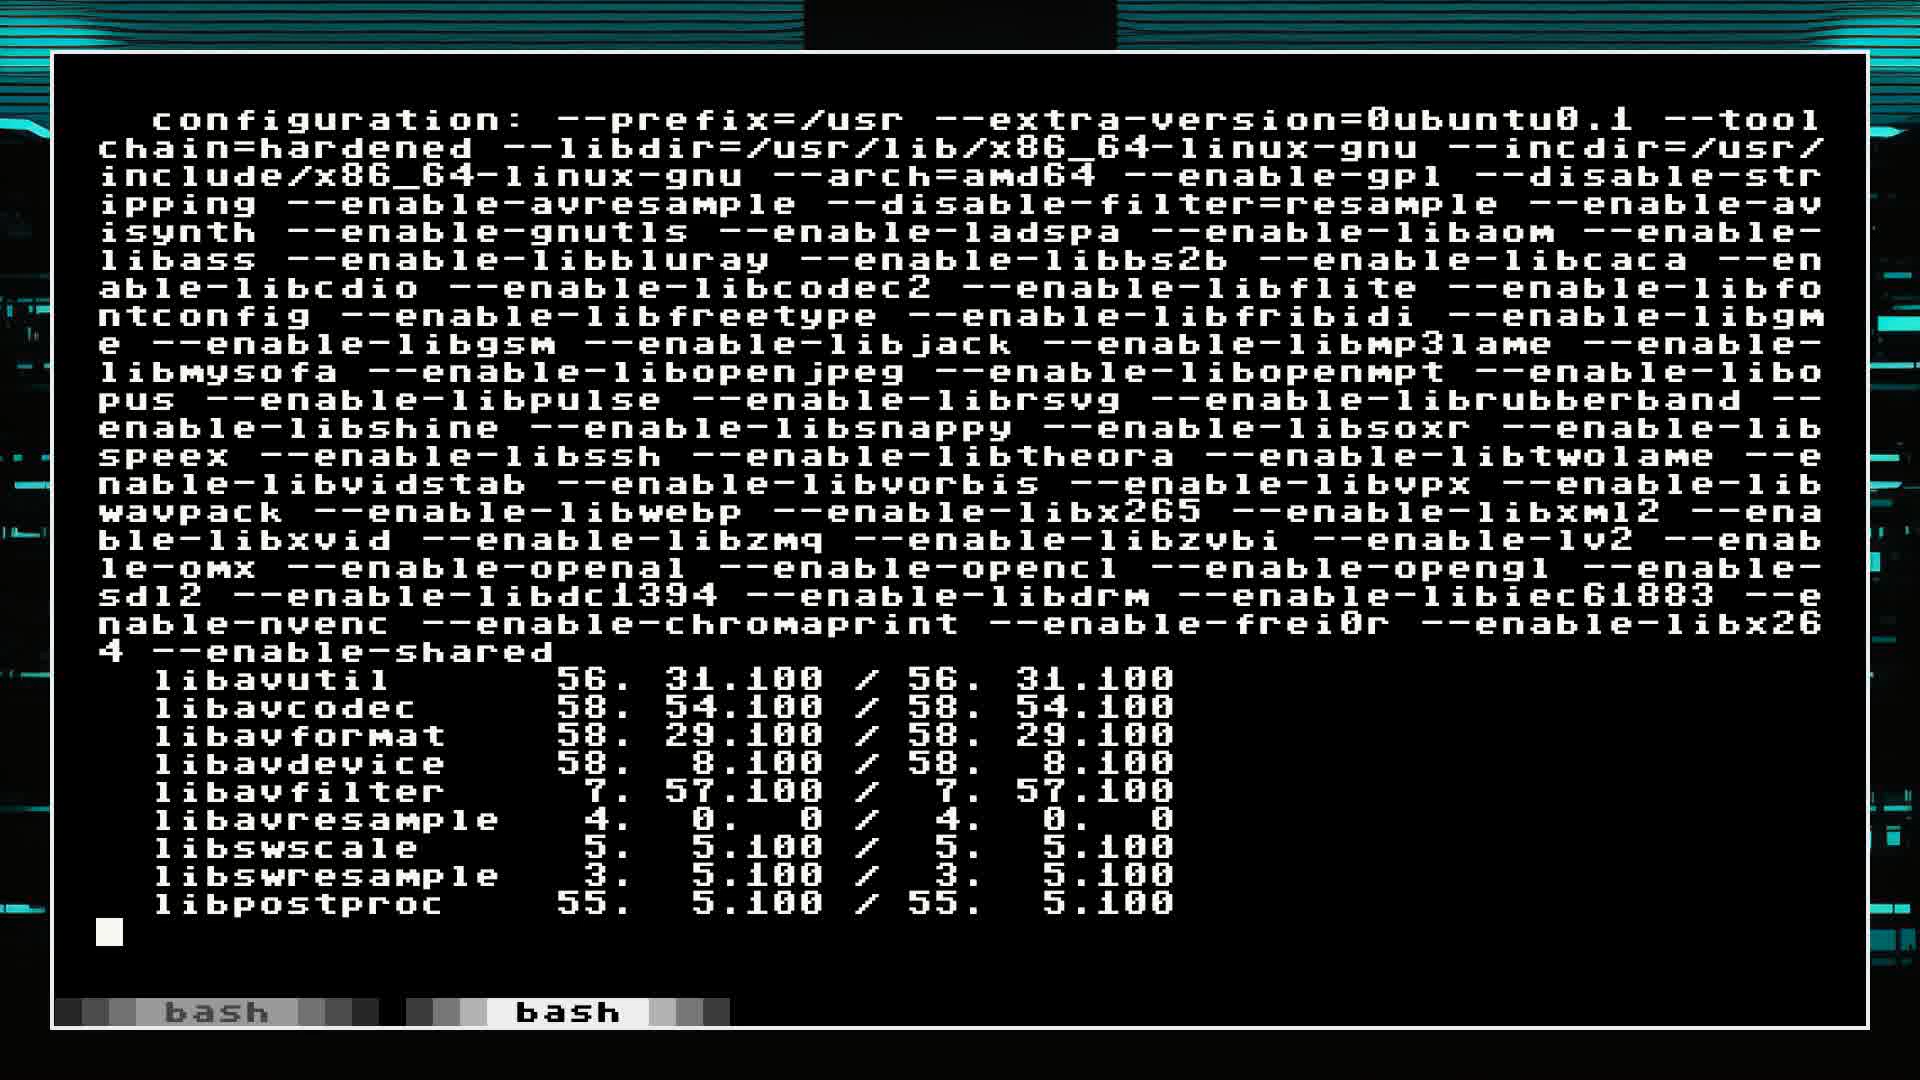 configuration: --prefix=/usr --extra-version=0ubuntu0.1 --tool
chain=hardened --libdir=/usr/lib/x86_64-linux-gnu --incdir=/usr/
include/x86_64-linux-gnu --arch=amd64 --enable-gpl --disable-str
ipping --enable-avresample --disable-filter=resample --enable-av
isynth --enable-gnutls --enable-ladspa --enable-libaom --enable-
libass --enable-libbluray --enable-libbs2b --enable-libcaca --en
able-libcdio --enable-libcodec2 --enable-libflite --enable-libfo
ntconfig --enable-libfreetype --enable-libfribidi --enable-libgm
e --enable-libgsm --enable-libjack --enable-libmp3lame --enable-
libmysofa --enable-libopenjpeg --enable-libopenmpt --enable-libo
pus --enable-libpulse --enable-librsvg --enable-librubberband --
enable-libshine --enable-libsnappy --enable-libsoxr --enable-lib
speex --enable-libssh --enable-libtheora --enable-libtwolame --e
nable-libvidstab --enable-libvorbis --enable-libvpx --enable-lib
wavpack --enable-libwebp --enable-libx265 --enable-libxml2 --ena
ble-libxvid --enable-libzmq --enable-libzvbi --enable-lv2 --enab
le-omx --enable-openal --enable-opencl --enable-opengl --enable-
sdl2 --enable-libdc1394 --enable-libdrm --enable-libiec61883 --e
nable-nvenc --enable-chromaprint --enable-frei0r --enable-libx26
4 --enable-shared
libavutil      56. 31.100 / 56. 31.100
libavcodec     58. 54.100 / 58. 54.100
libavformat    58. 29.100 / 58. 29.100
libavdevice    58.  8.100 / 58.  8.100
libavfilter     7. 57.100 /  7. 57.100
libavresample   4.  0.  0 /  4.  0.  0
libswscale      5.  5.100 /  5.  5.100
libswresample   3.  5.100 /  3.  5.100
libpostproc    55.  5.100 / 55.  5.100
bash bash